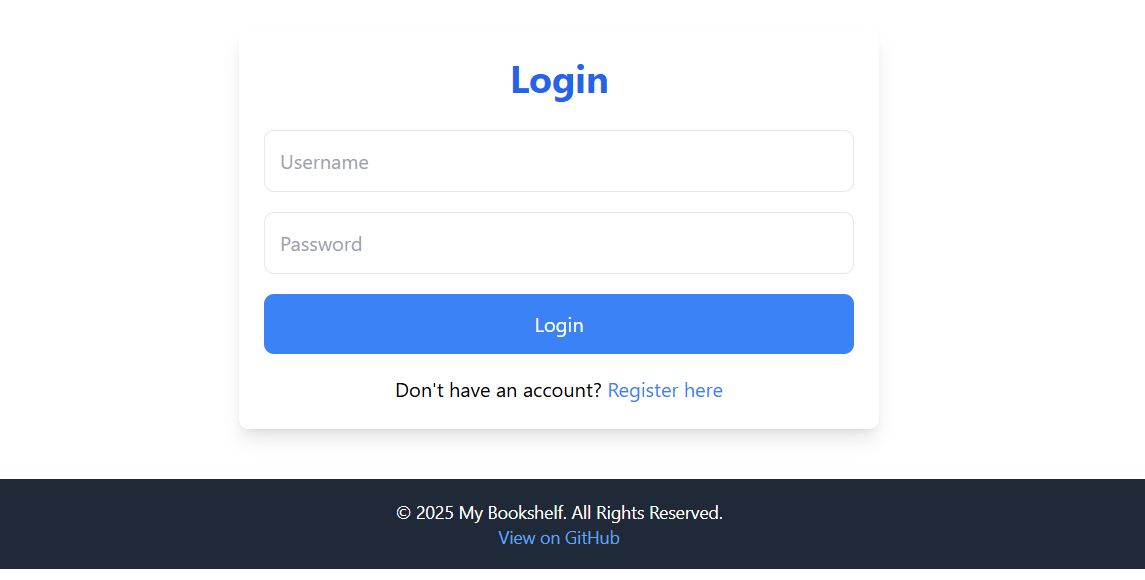 Login
Username
Password
Login
Don't have an account? Register here
© 2025 My Bookshelf. All Rights Reserved.
View on GitHub